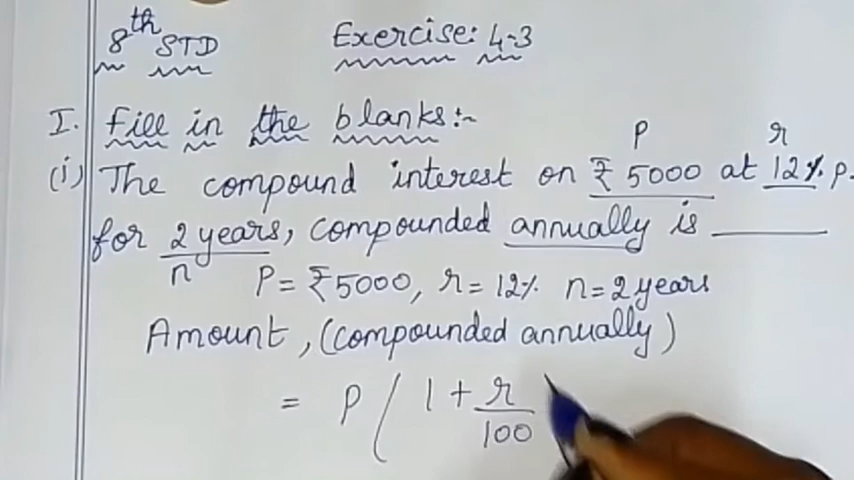 8th STD Exercise: 4.3
I. Fill in the blanks:-
P r
(i) The compound interest on ₹ 5000 at 12% p.
for 2 years, compounded annually is ______
n P = ₹5000, r = 12% n = 2 years
Amount, (compounded annually)
= P ( 1 + r
100